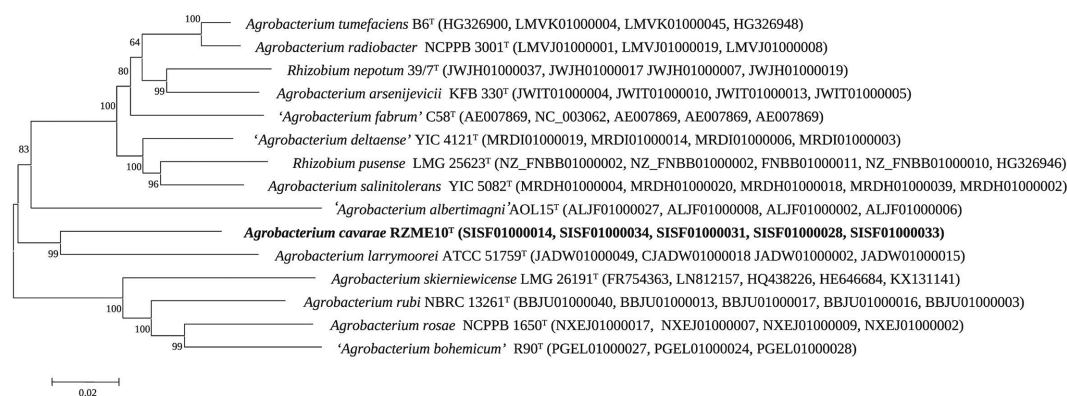 100
Agrobacterium tumefaciens B6ᵀ (HG326900, LMVK01000004, LMVK01000045, HG326948)
64
Agrobacterium radiobacter NCPPB 3001ᵀ (LMVJ01000001, LMVJ01000019, LMVJ01000008)
80
Rhizobium nepotum 39/7ᵀ (JWJH01000037, JWJH01000017 JWJH01000007, JWJH01000019)
99
Agrobacterium arsenijevicii KFB 330ᵀ (JWIT01000004, JWIT01000010, JWIT01000013, JWIT01000005)
100
‘Agrobacterium fabrum’ C58ᵀ (AE007869, NC_003062, AE007869, AE007869, AE007869)
83
‘Agrobacterium deltaense’ YIC 4121ᵀ (MRDI01000019, MRDI01000014, MRDI01000006, MRDI01000003)
100
Rhizobium pusense LMG 25623ᵀ (NZ_FNBB01000002, NZ_FNBB01000002, FNBB01000011, NZ_FNBB01000010, HG326946)
96
Agrobacterium salinitolerans YIC 5082ᵀ (MRDH01000004, MRDH01000020, MRDH01000018, MRDH01000039, MRDH01000002)
‘Agrobacterium albertimagni’AOL15ᵀ (ALJF01000027, ALJF01000008, ALJF01000002, ALJF01000006)
Agrobacterium cavarae RZME10ᵀ (SISF01000014, SISF01000034, SISF01000031, SISF01000028, SISF01000033)
99
Agrobacterium larrymoorei ATCC 51759ᵀ (JADW01000049, CJADW01000018 JADW01000002, JADW01000015)
Agrobacterium skierniewicense LMG 26191ᵀ (FR754363, LN812157, HQ438226, HE646684, KX131141)
100
Agrobacterium rubi NBRC 13261ᵀ (BBJU01000040, BBJU01000013, BBJU01000017, BBJU01000016, BBJU01000003)
100
Agrobacterium rosae NCPPB 1650ᵀ (NXEJ01000017, NXEJ01000007, NXEJ01000009, NXEJ01000002)
99
‘Agrobacterium bohemicum’ R90ᵀ (PGEL01000027, PGEL01000024, PGEL01000028)
0.02